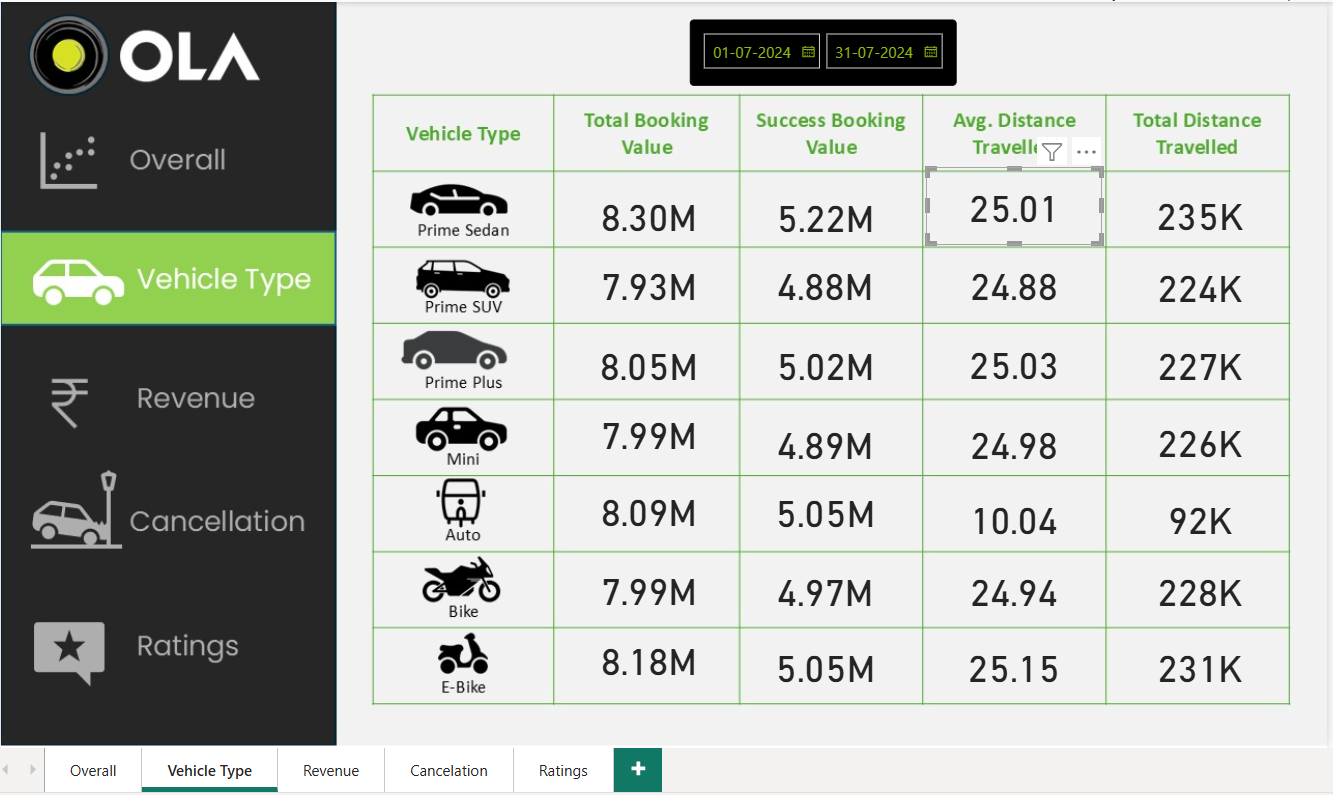 OLA
01-07-2024 31-07-2024
Overall
Vehicle Type
Revenue
Cancellation
Ratings
Vehicle Type
Total Booking
Value
Success Booking
Value
Avg. Distance
Travelle
Total Distance
Travelled
Prime Sedan 8.30M 5.22M 25.01 235K
Prime SUV 7.93M 4.88M 24.88 224K
Prime Plus 8.05M 5.02M 25.03 227K
Mini 7.99M 4.89M 24.98 226K
Auto 8.09M 5.05M 10.04 92K
Bike 7.99M 4.97M 24.94 228K
E-Bike 8.18M 5.05M 25.15 231K
Overall Vehicle Type Revenue Cancelation Ratings +